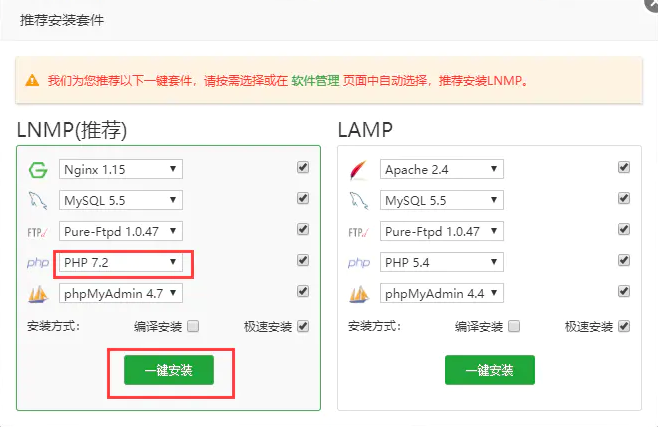 推荐安装套件
我们为您推荐以下一键套件，请按需选择或在 软件管理 页面中自动选择，推荐安装LNMP。
LNMP(推荐)
Nginx 1.15
MySQL 5.5
FTP Pure-Ftpd 1.0.47
php PHP 7.2
phpMyAdmin 4.7
安装方式： 编译安装 极速安装
一键安装
LAMP
Apache 2.4
MySQL 5.5
FTP Pure-Ftpd 1.0.47
php PHP 5.4
phpMyAdmin 4.4
安装方式： 编译安装 极速安装
一键安装